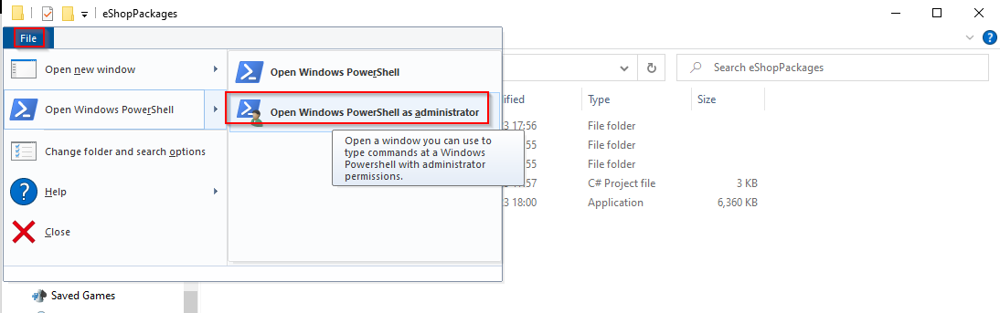 eShopPackages
File
Open new window
Open Windows PowerShell
Change folder and search options
Help
Close
Open Windows PowerShell
Open Windows PowerShell as administrator
Open a window you can use to
type commands at a Windows
Powershell with administrator
permissions.
Search eShopPackages
ified Type Size
3 17:56 File folder
55 File folder
55 File folder
57 C# Project file 3 KB
3 18:00 Application 6,360 KB
Saved Games